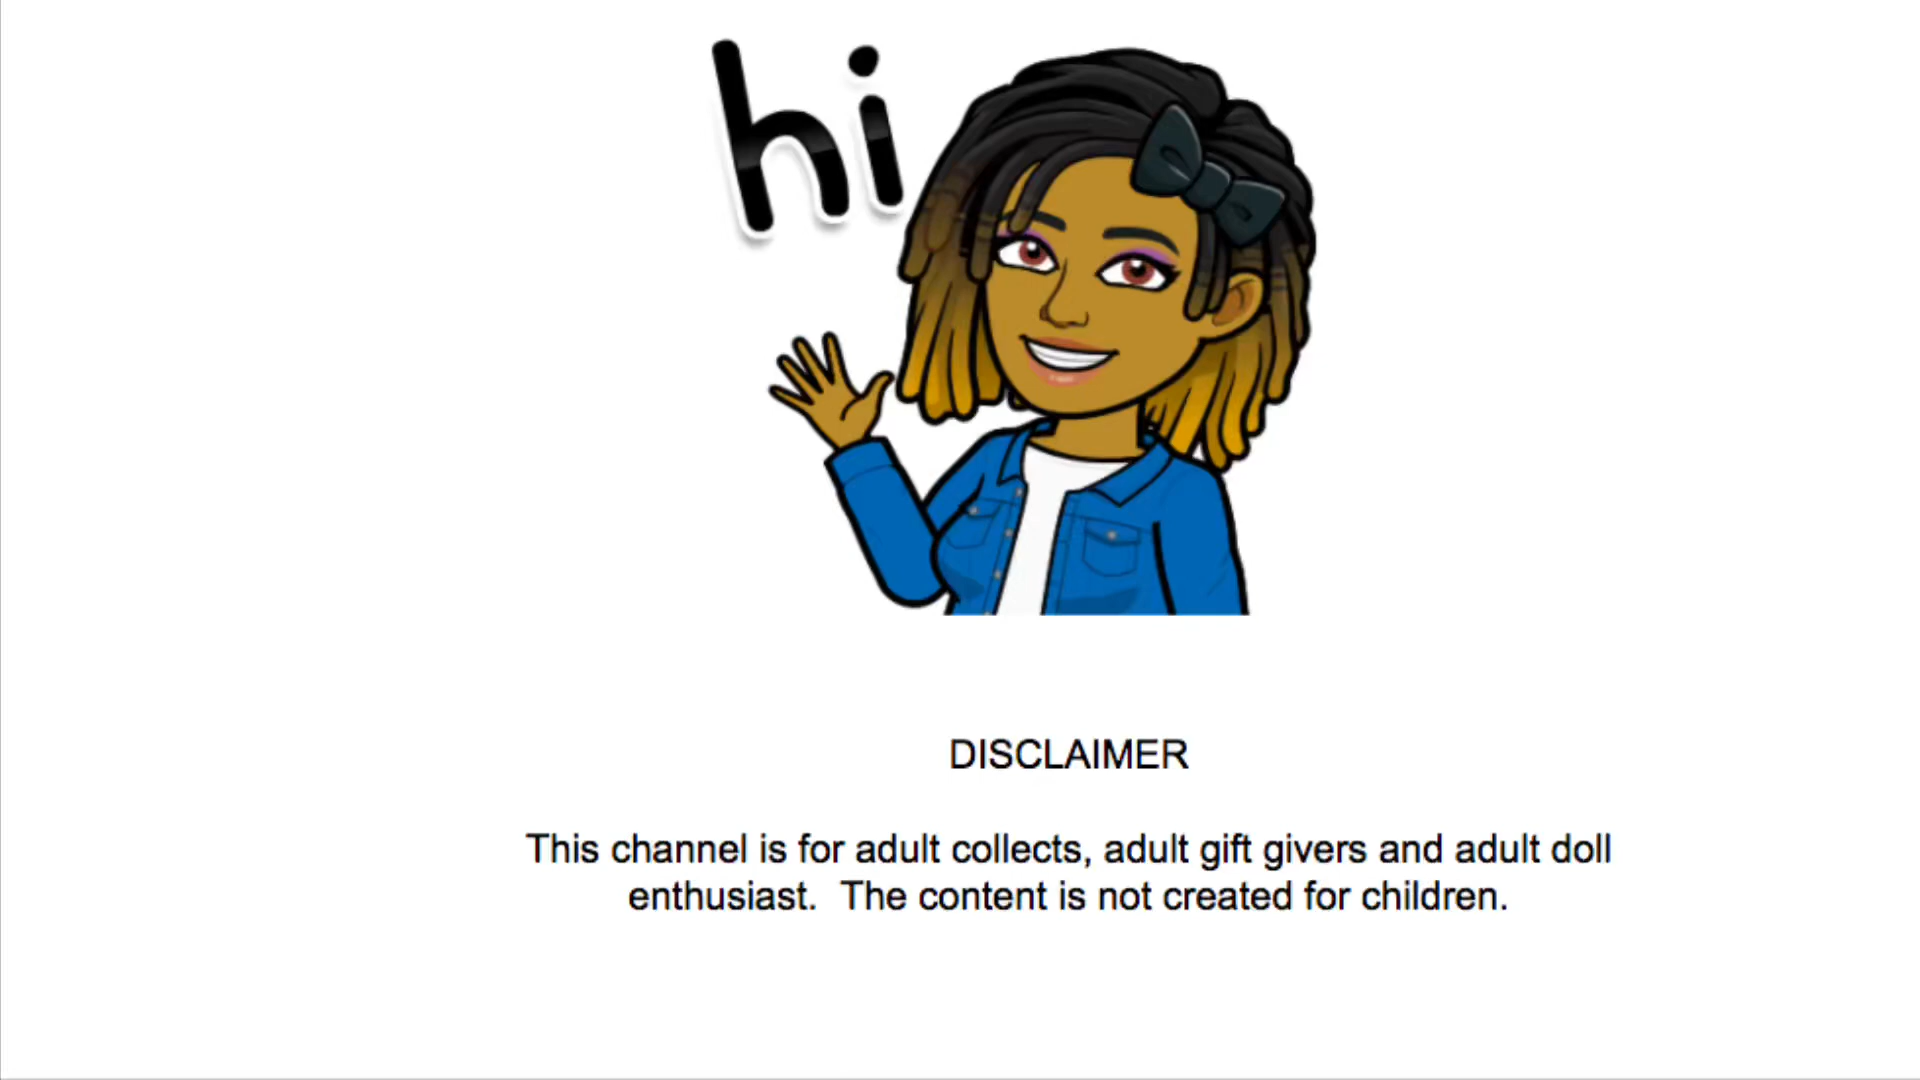 hi
DISCLAIMER
This channel is for adult collects, adult gift givers and adult doll
enthusiast.  The content is not created for children.